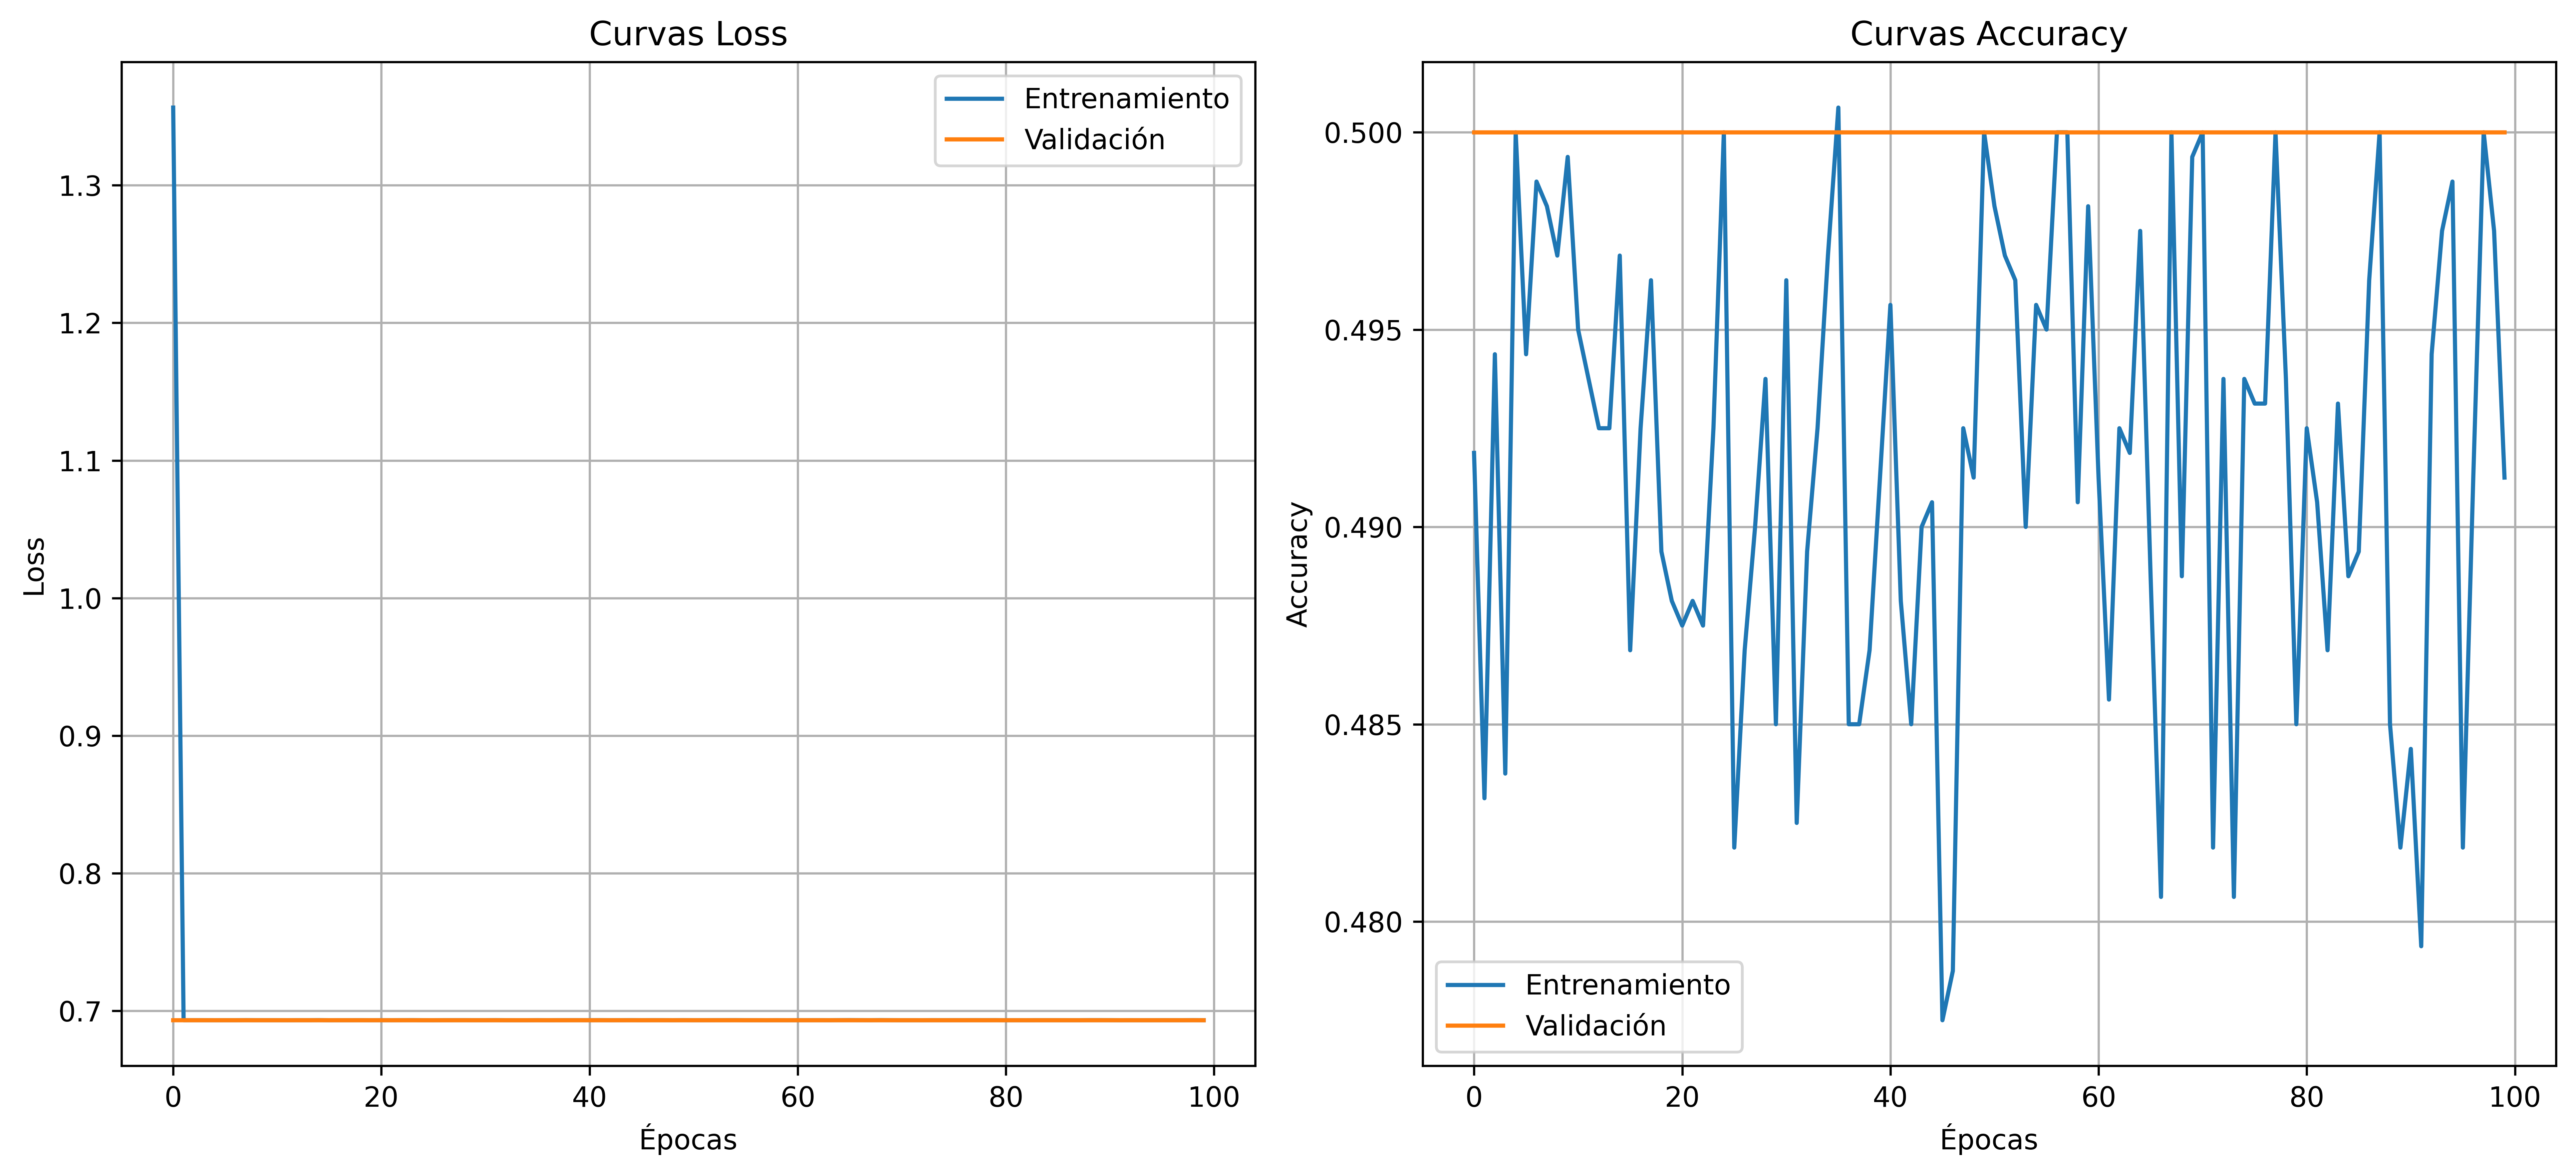 Curvas Loss
Loss
1.3
1.2
1.1
1.0
0.9
0.8
0.7
0 20 40 60 80 100
Épocas
Entrenamiento
Validación
Curvas Accuracy
Accuracy
0.500
0.495
0.490
0.485
0.480
0 20 40 60 80 100
Épocas
Entrenamiento
Validación